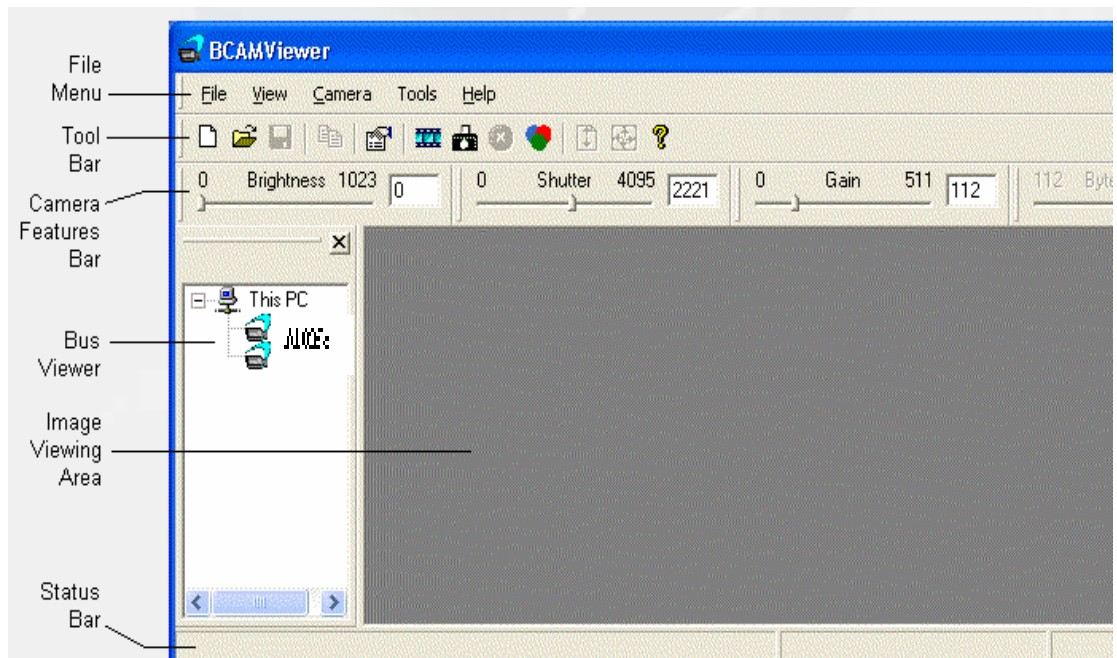 BCAMViewer
File
Menu
File View Camera Tools Help
Tool
Bar
0 Brightness 1023 0
0 Shutter 4095 2221
0 Gain 511 112
112
Camera
Features
Bar
This PC
Bus
Viewer
Image
Viewing
Area
Status
Bar